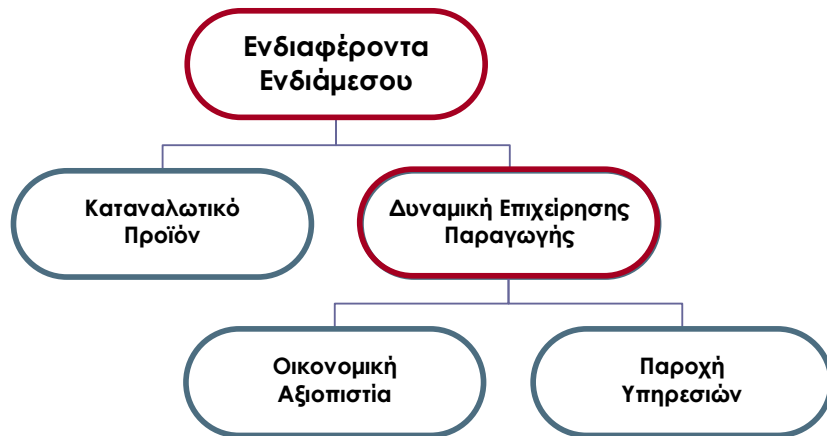 Ενδιαφέροντα
Ενδιάμεσου
Καταναλωτικό
Προϊόν
Δυναμική Επιχείρησης
Παραγωγής
Οικονομική
Αξιοπιστία
Παροχή
Υπηρεσιών